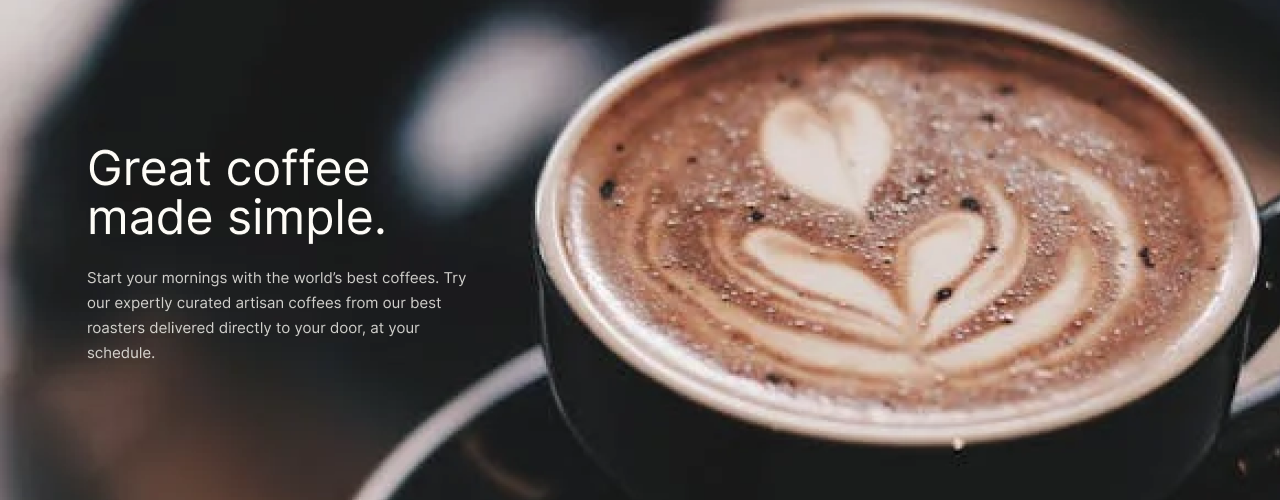 Great coffee
made simple.
Start your mornings with the world’s best coffees. Try
our expertly curated artisan coffees from our best
roasters delivered directly to your door, at your
schedule.